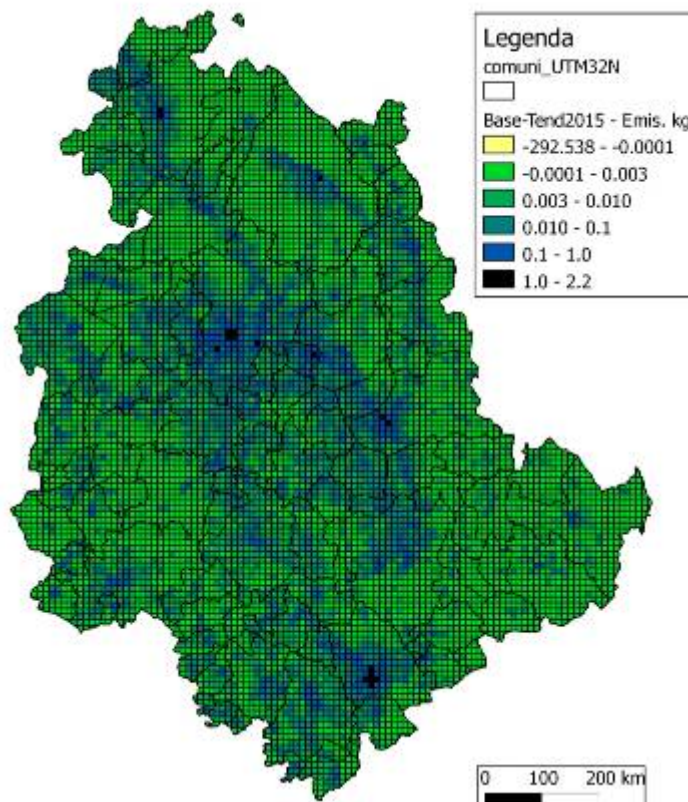 Legenda
comuni_UTM32N
Base-Tend2015 - Emis. kg
-292.538 - -0.0001
-0.0001 - 0.003
0.003 - 0.010
0.010 - 0.1
0.1 - 1.0
1.0 - 2.2
0 100 200 km